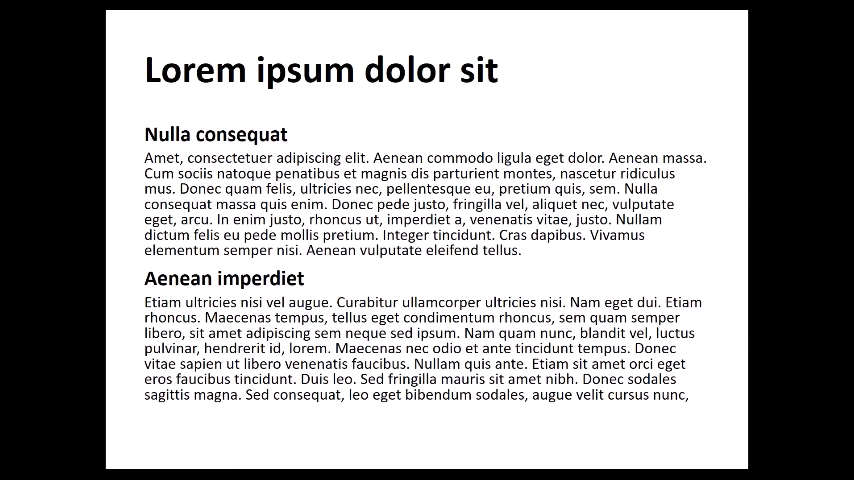 Lorem ipsum dolor sit
Nulla consequat
Amet, consectetuer adipiscing elit. Aenean commodo ligula eget dolor. Aenean massa.
Cum sociis natoque penatibus et magnis dis parturient montes, nascetur ridiculus
mus. Donec quam felis, ultricies nec, pellentesque eu, pretium quis, sem. Nulla
consequat massa quis enim. Donec pede justo, fringilla vel, aliquet nec, vulputate
eget, arcu. In enim justo, rhoncus ut, imperdiet a, venenatis vitae, justo. Nullam
dictum felis eu pede mollis pretium. Integer tincidunt. Cras dapibus. Vivamus
elementum semper nisi. Aenean vulputate eleifend tellus.
Aenean imperdiet
Etiam ultricies nisi vel augue. Curabitur ullamcorper ultricies nisi. Nam eget dui. Etiam
rhoncus. Maecenas tempus, tellus eget condimentum rhoncus, sem quam semper
libero, sit amet adipiscing sem neque sed ipsum. Nam quam nunc, blandit vel, luctus
pulvinar, hendrerit id, lorem. Maecenas nec odio et ante tincidunt tempus. Donec
vitae sapien ut libero venenatis faucibus. Nullam quis ante. Etiam sit amet orci eget
eros faucibus tincidunt. Duis leo. Sed fringilla mauris sit amet nibh. Donec sodales
sagittis magna. Sed consequat, leo eget bibendum sodales, augue velit cursus nunc,